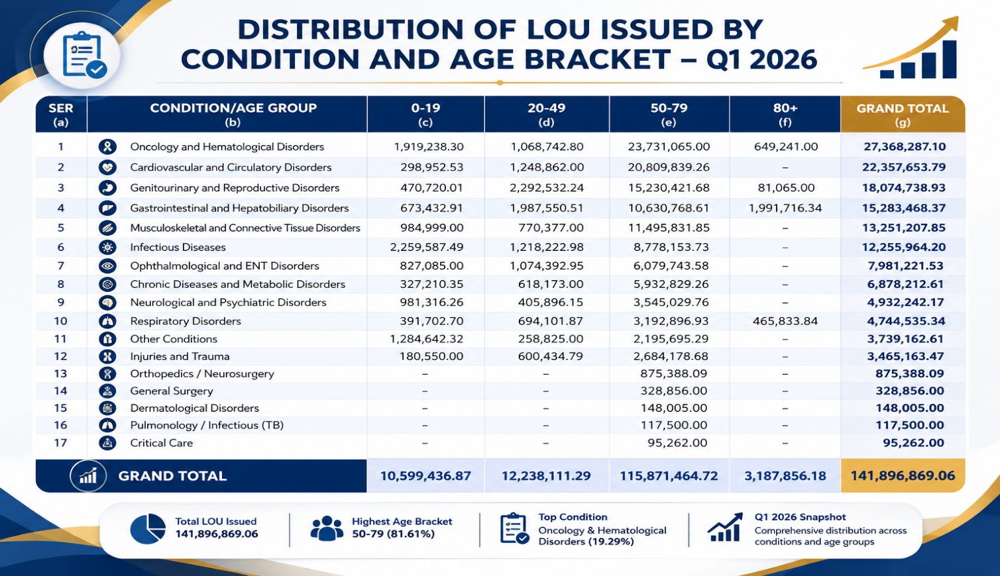 DISTRIBUTION OF LOU ISSUED BY
CONDITION AND AGE BRACKET – Q1 2026
SER (a) CONDITION/AGE GROUP (b) 0-19 (c) 20-49 (d) 50-79 (e) 80+ (f) GRAND TOTAL (g)
1 Oncology and Hematological Disorders 1,919,238.30 1,068,742.80 23,731,065.00 649,241.00 27,368,287.10
2 Cardiovascular and Circulatory Disorders 298,952.53 1,248,862.00 20,809,839.26 – 22,357,653.79
3 Genitourinary and Reproductive Disorders 470,720.01 2,292,532.24 15,230,421.68 81,065.00 18,074,738.93
4 Gastrointestinal and Hepatobiliary Disorders 673,432.91 1,987,550.51 10,630,768.61 1,991,716.34 15,283,468.37
5 Musculoskeletal and Connective Tissue Disorders 984,999.00 770,377.00 11,495,831.85 – 13,251,207.85
6 Infectious Diseases 2,259,587.49 1,218,222.98 8,778,153.73 – 12,255,964.20
7 Ophthalmological and ENT Disorders 827,085.00 1,074,392.95 6,079,743.58 – 7,981,221.53
8 Chronic Diseases and Metabolic Disorders 327,210.35 618,173.00 5,932,829.26 – 6,878,212.61
9 Neurological and Psychiatric Disorders 981,316.26 405,896.15 3,545,029.76 – 4,932,242.17
10 Respiratory Disorders 391,702.70 694,101.87 3,192,896.93 465,833.84 4,744,535.34
11 Other Conditions 1,284,642.32 258,825.00 2,195,695.29 – 3,739,162.61
12 Injuries and Trauma 180,550.00 600,434.79 2,684,178.68 – 3,465,163.47
13 Orthopedics / Neurosurgery – – 875,388.09 – 875,388.09
14 General Surgery – – 328,856.00 – 328,856.00
15 Dermatological Disorders – – 148,005.00 – 148,005.00
16 Pulmonology / Infectious (TB) – – 117,500.00 – 117,500.00
17 Critical Care – – 95,262.00 – 95,262.00
GRAND TOTAL 10,599,436.87 12,238,111.29 115,871,464.72 3,187,856.18 141,896,869.06
Total LOU Issued
141,896,869.06
Highest Age Bracket
50-79 (81.61%)
Top Condition
Oncology & Hematological
Disorders (19.29%)
Q1 2026 Snapshot
Comprehensive distribution across
conditions and age groups